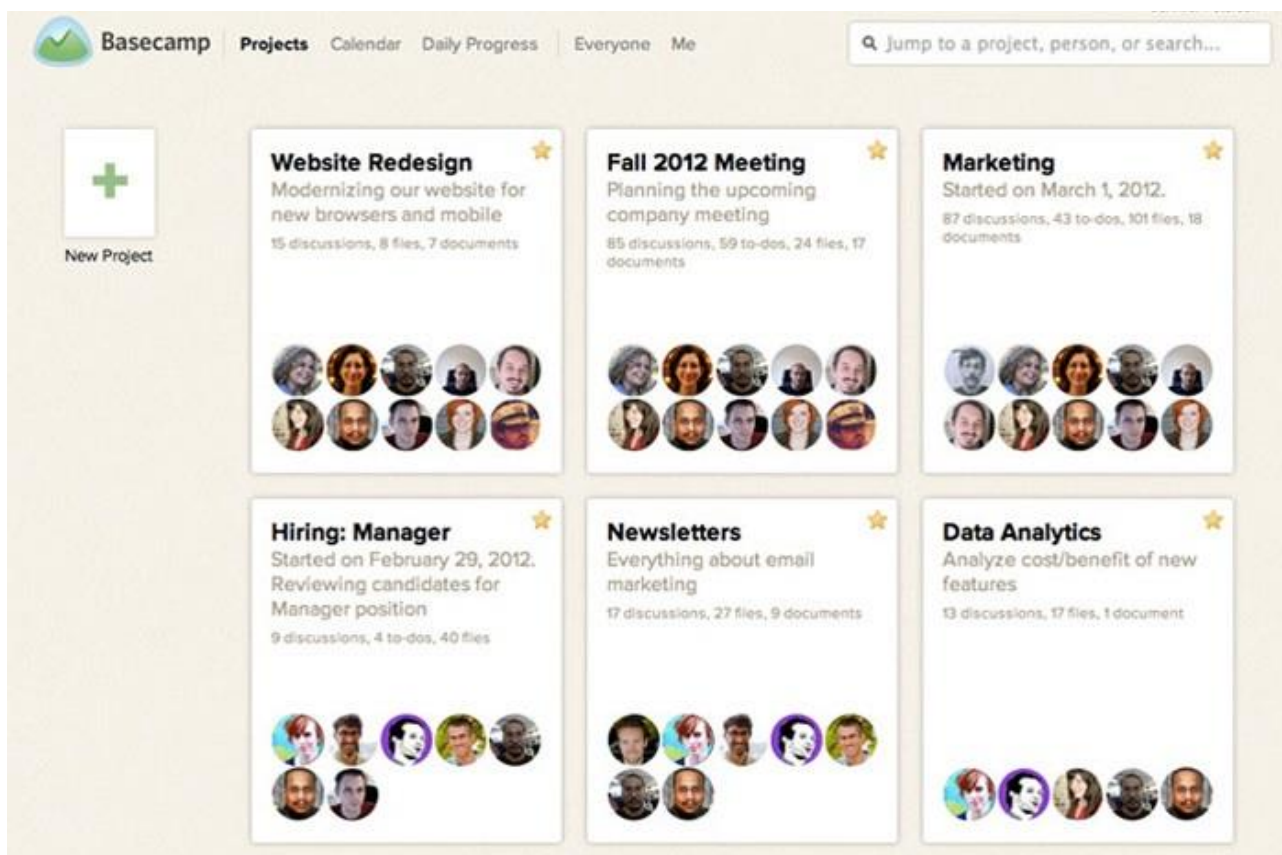 Basecamp
Projects Calendar Daily Progress Everyone Me
Jump to a project, person, or search...
New Project
Website Redesign
Modernizing our website for
new browsers and mobile
15 discussions, 8 files, 7 documents
Fall 2012 Meeting
Planning the upcoming
company meeting
85 discussions, 59 to-dos, 24 files, 17
documents
Marketing
Started on March 1, 2012.
87 discussions, 43 to-dos, 101 files, 18
documents
Hiring: Manager
Started on February 29, 2012.
Reviewing candidates for
Manager position
9 discussions, 4 to-dos, 40 files
Newsletters
Everything about email
marketing
17 discussions, 27 files, 9 documents
Data Analytics
Analyze cost/benefit of new
features
13 discussions, 17 files, 1 document